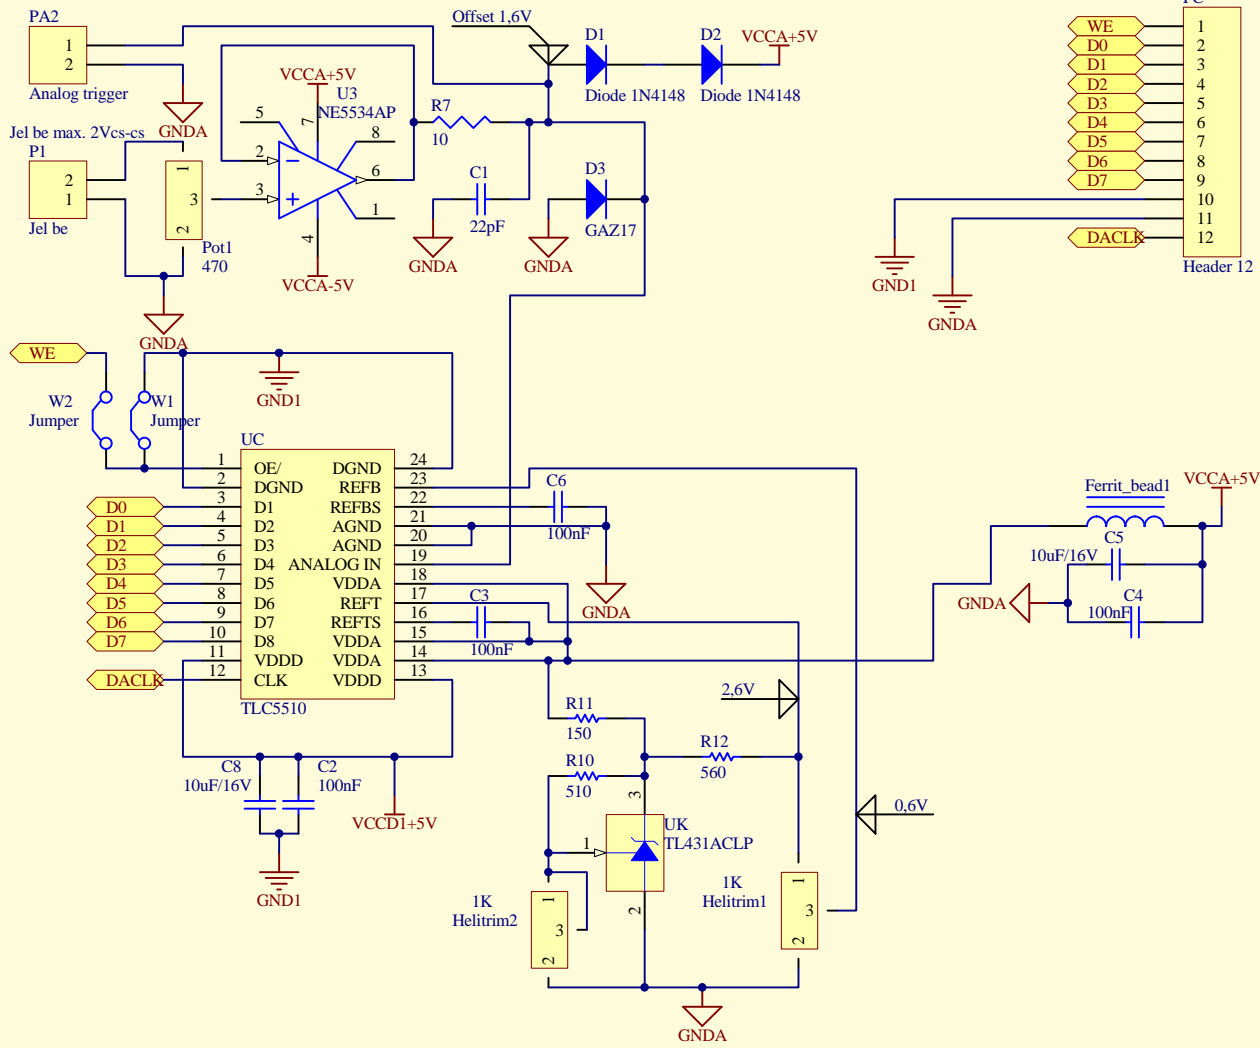 PA2
1
2
Analog trigger
GNDA
Jel be max. 2Vcs-cs
P1
2
1
Jel be
1
3
2
Pot1
470
GNDA
VCCA+5V
U3
NE5534AP
5
7
8
2
6
3
1
4
VCCA-5V
R7
10
C1
22pF
GNDA
Offset 1,6V
D1
Diode 1N4148
D2
Diode 1N4148
VCCA+5V
D3
GAZ17
GNDA
WE
D0
D1
D2
D3
D4
D5
D6
D7
DACLK
1
2
3
4
5
6
7
8
9
10
11
12
Header 12
GND1
GNDA
WE
W2
Jumper
W1
Jumper
GND1
UC
1 OE/ DGND 24
2 DGND REFB 23
D0 3 D1 REFBS 22
D1 4 D2 AGND 21
D2 5 D3 AGND 20
D3 6 D4 ANALOG IN 19
D4 7 D5 VDDA 18
D5 8 D6 REFT 17
D6 9 D7 REFTS 16
D7 10 D8 VDDA 15
11 VDDD VDDA 14
DACLK 12 CLK VDDD 13
TLC5510
C6
100nF
GNDA
C3
100nF
VCCA+5V
Ferrit_bead1
C5
10uF/16V
GNDA
C4
100nF
C8
10uF/16V
C2
100nF
VCCD1+5V
GND1
R11
150
R10
510
R12
560
2,6V
0,6V
3
UK
TL431ACLP
1
2
1K
Helitrim2
1
3
2
1K
Helitrim1
1
3
2
GNDA